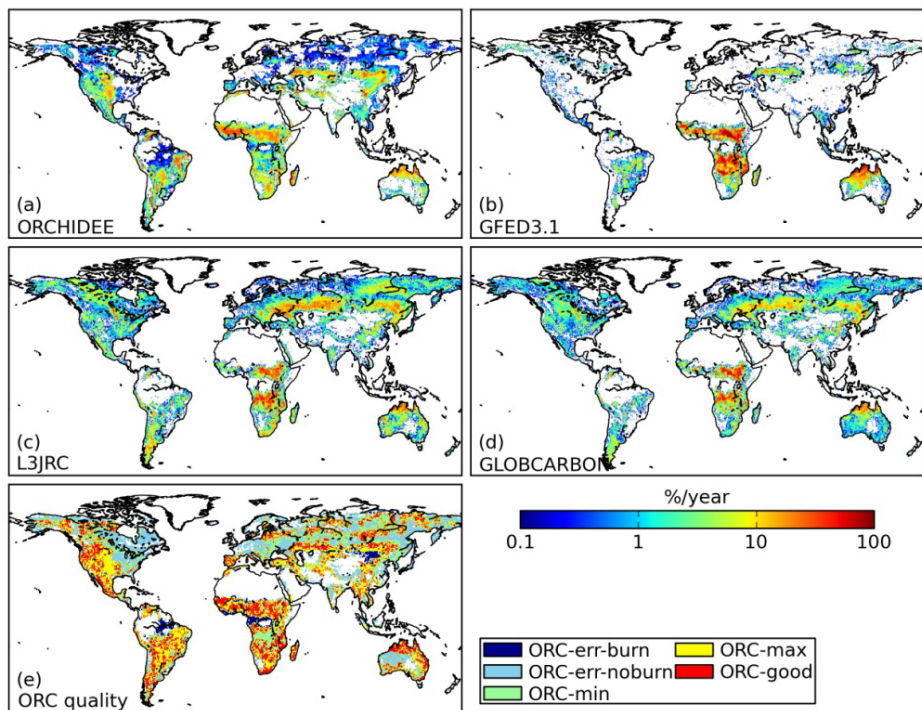 (a)
ORCHIDEE
(b)
GFED3.1
(c)
L3JRC
(d)
GLOBCARBON
%/year
0.1 1 10 100
(e)
ORC quality
ORC-err-burn ORC-max
ORC-err-noburn ORC-good
ORC-min